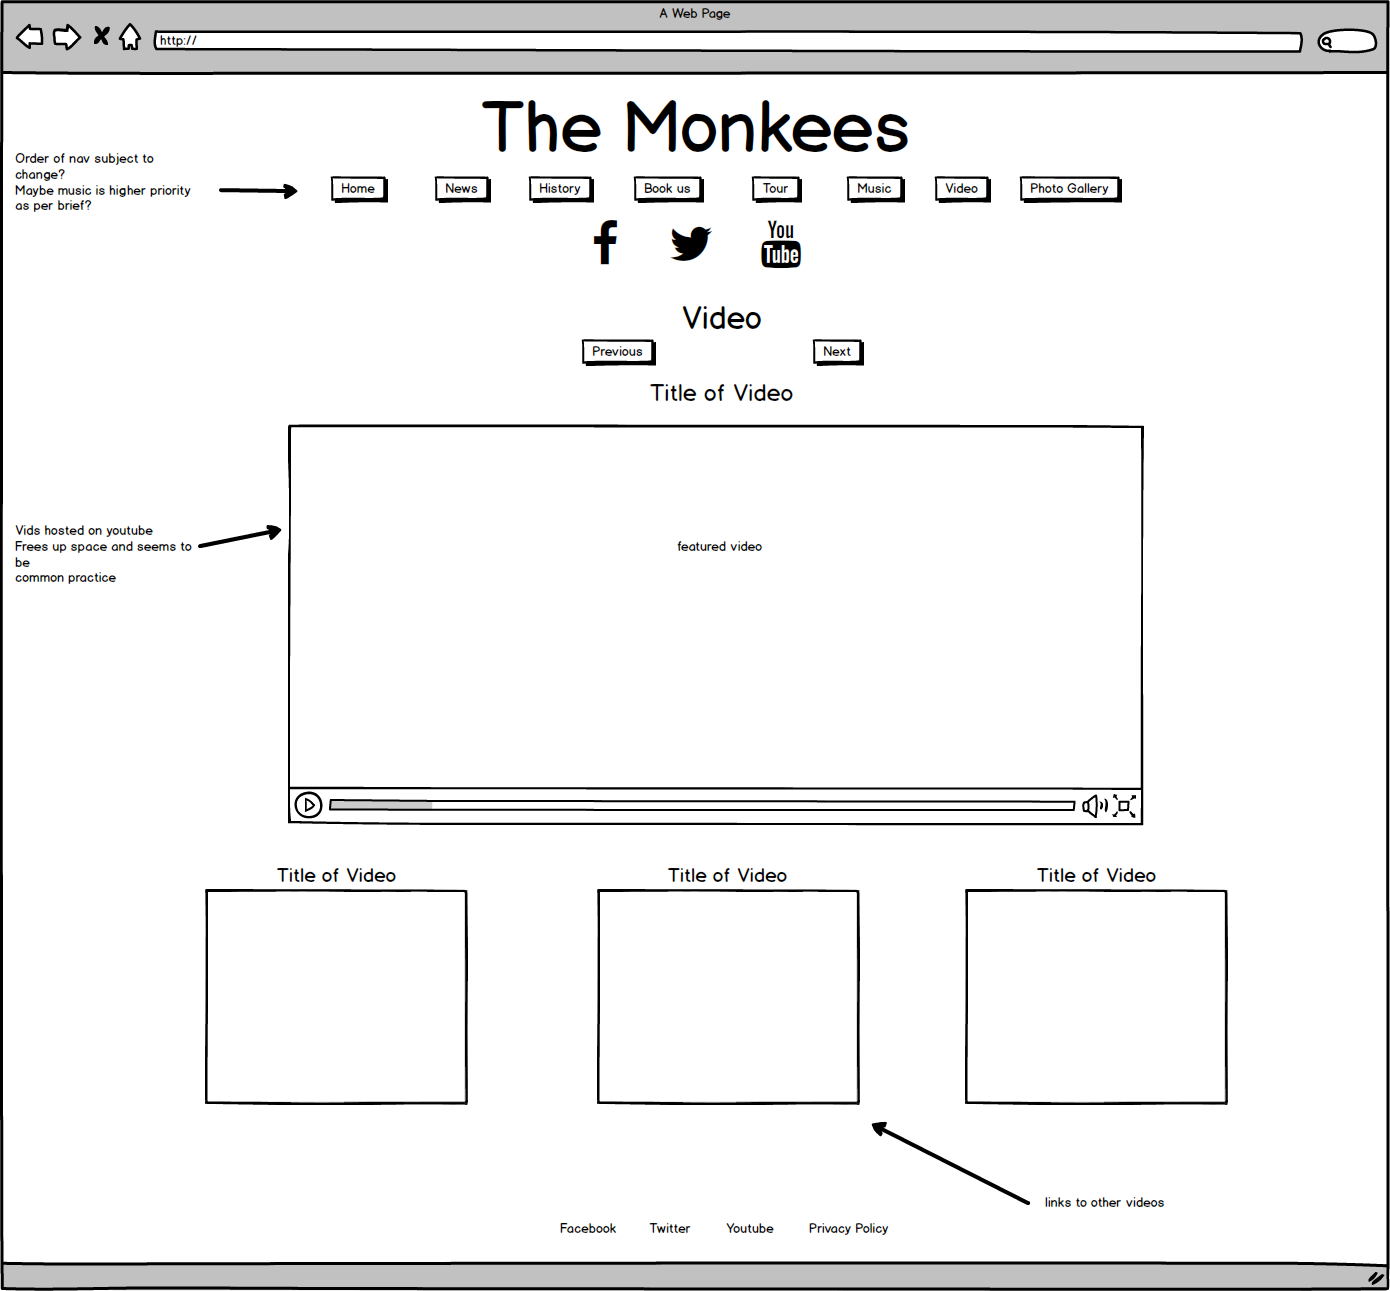 A Web Page
http://
The Monkees
Order of nav subject to
change?
Maybe music is higher priority
as per brief?
Home News History Book us Tour Music Video Photo Gallery
You
Tube
Video
Previous Next
Title of Video
Vids hosted on youtube
Frees up space and seems to
be
common practice
featured video
Title of Video Title of Video Title of Video
links to other videos
Facebook Twitter Youtube Privacy Policy